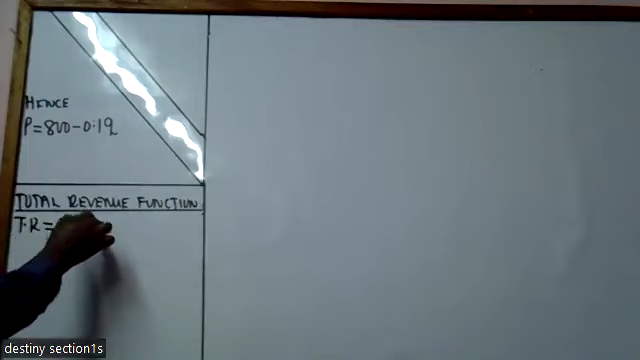 HENCE
P=800-0.1q
TOTAL REVENUE FUNCTION
T.R=
destiny section1s